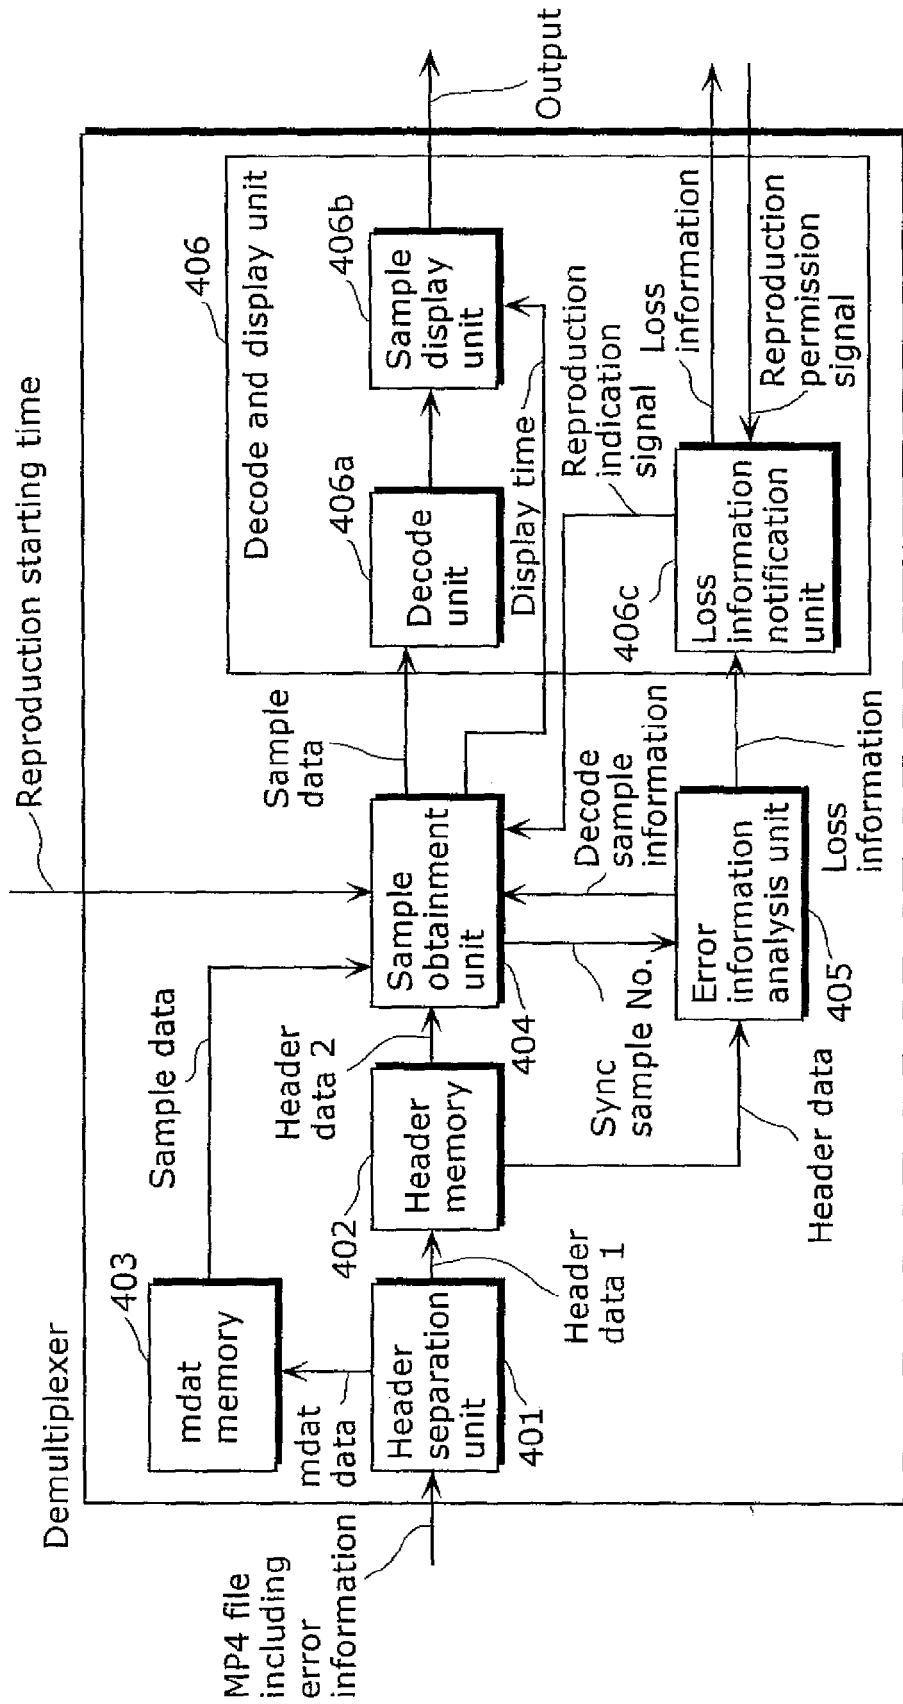 Demultiplexer
Reproduction starting time
406
Decode and display unit
403
mdat
memory
Sample data
MP4 file
including
error
information
mdat
data
Header
separation
unit
401
Header
data 1
402
Header
memory
Header
data 2
Sample
obtainment
unit
404
Sample
data
406a
Decode
unit
406b
Sample
display
unit
Output
Display time
Reproduction
indication
signal
Sync
sample No.
Decode
sample
information
Header data
Error
information
analysis unit
405
Loss
information
406c
Loss
information
notification
unit
Loss
information
Reproduction
permission
signal